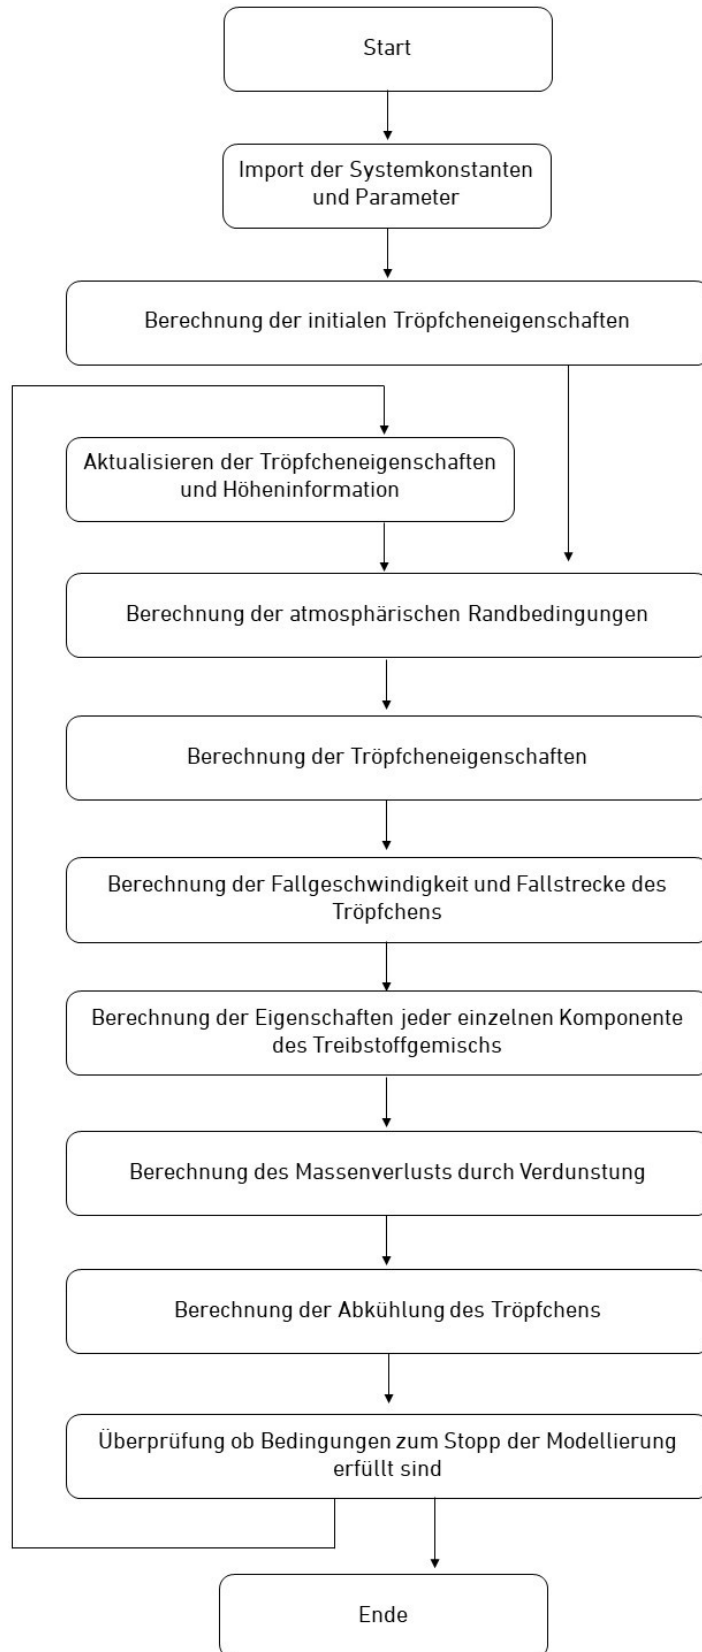 Start
Import der Systemkonstanten
und Parameter
Berechnung der initialen Tröpfcheneigenschaften
Aktualisieren der Tröpfcheneigenschaften
und Höheninformation
Berechnung der atmosphärischen Randbedingungen
Berechnung der Tröpfcheneigenschaften
Berechnung der Fallgeschwindigkeit und Fallstrecke des
Tröpfchens
Berechnung der Eigenschaften jeder einzelnen Komponente
des Treibstoffgemischs
Berechnung des Massenverlusts durch Verdunstung
Berechnung der Abkühlung des Tröpfchens
Überprüfung ob Bedingungen zum Stopp der Modellierung
erfüllt sind
Ende